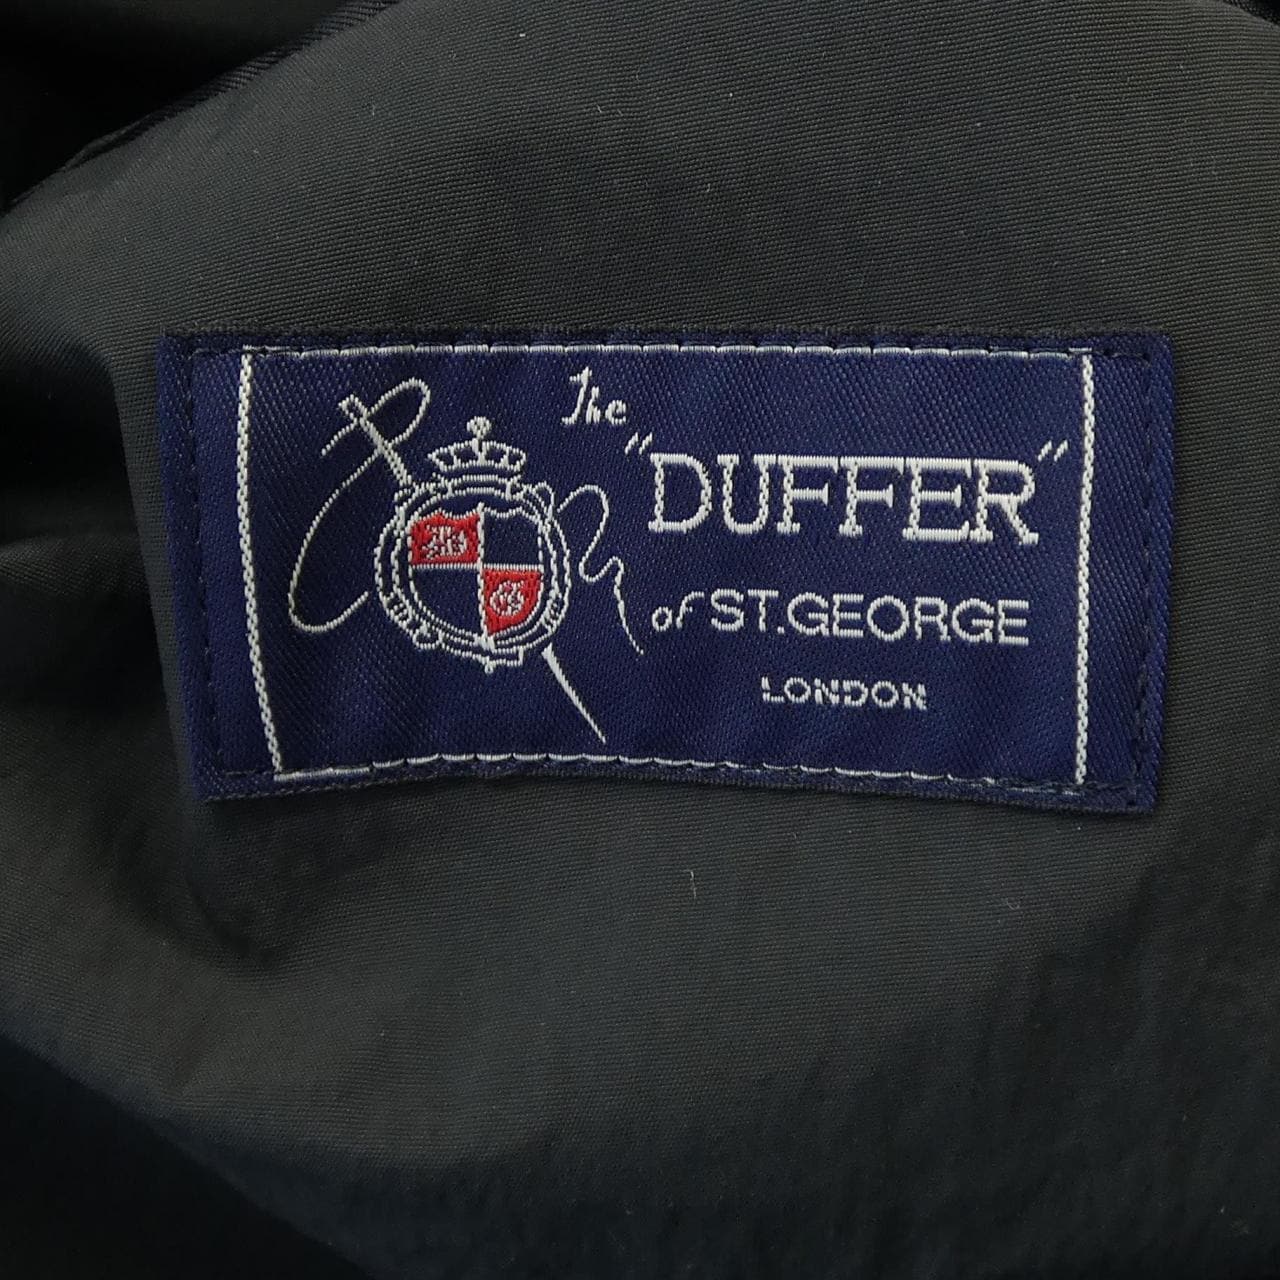 The
"DUFFER"
of ST.GEORGE
LONDON